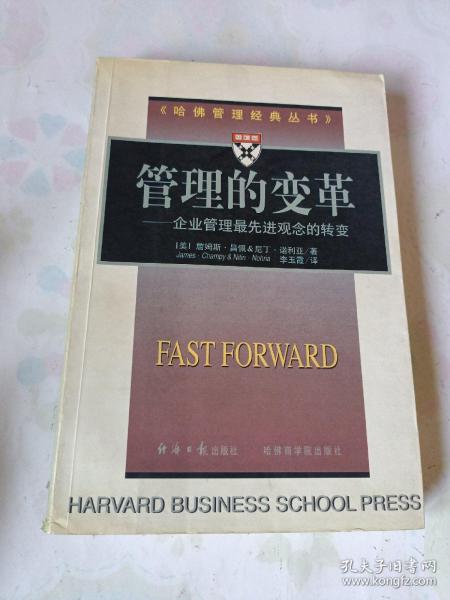 《哈佛管理经典丛书》
管理的变革
——企业管理最先进观念的转变
[美] 詹姆斯·昌佩&尼丁·诺利亚/著
James · Champy & Nitin · Nohria 李玉霞/译
FAST FORWARD
经济日报出版社 哈佛商学院出版社
HARVARD BUSINESS SCHOOL PRESS
孔夫子旧书网
www.kongfz.com